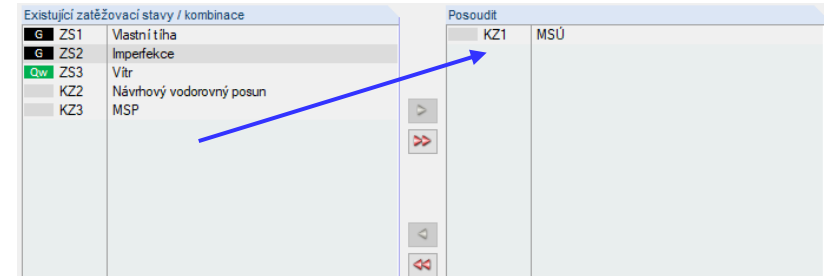 Existující zatěžovací stavy / kombinace
G ZS1 Vlastní tíha
G ZS2 Imperfekce
Qw ZS3 Vítr
KZ2 Návrhový vodorovný posun
KZ3 MSP
Posoudit
KZ1 MSÚ